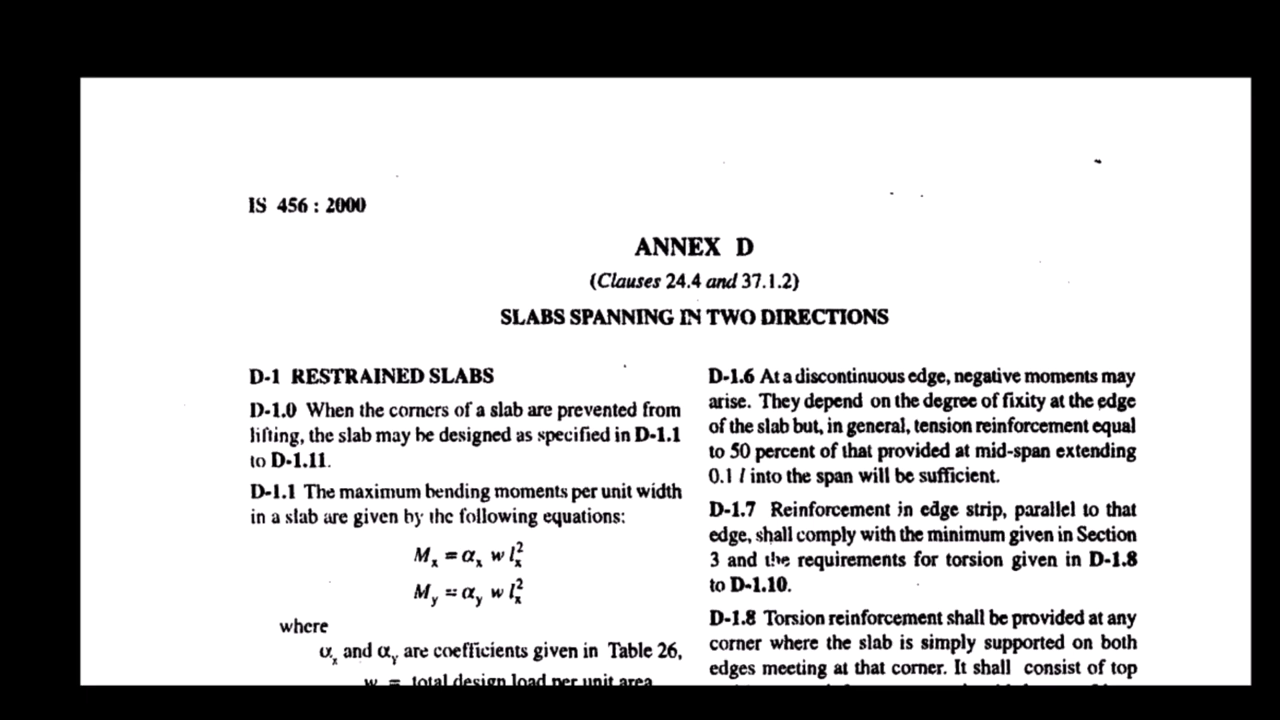 IS 456 : 2000
ANNEX D
(Clauses 24.4 and 37.1.2)
SLABS SPANNING IN TWO DIRECTIONS
D-1 RESTRAINED SLABS
D-1.0 When the corners of a slab are prevented from
lifting, the slab may be designed as specified in D-1.1
to D-1.11.
D-1.1 The maximum bending moments per unit width
in a slab are given by the following equations:
Mₓ = αₓ w lₓ²
M_y = α_y w lₓ²
where
αₓ and α_y are coefficients given in Table 26,
w = total design load per unit area
D-1.6 At a discontinuous edge, negative moments may
arise. They depend on the degree of fixity at the edge
of the slab but, in general, tension reinforcement equal
to 50 percent of that provided at mid-span extending
0.1 l into the span will be sufficient.
D-1.7 Reinforcement in edge strip, parallel to that
edge, shall comply with the minimum given in Section
3 and the requirements for torsion given in D-1.8
to D-1.10.
D-1.8 Torsion reinforcement shall be provided at any
corner where the slab is simply supported on both
edges meeting at that corner. It shall consist of top